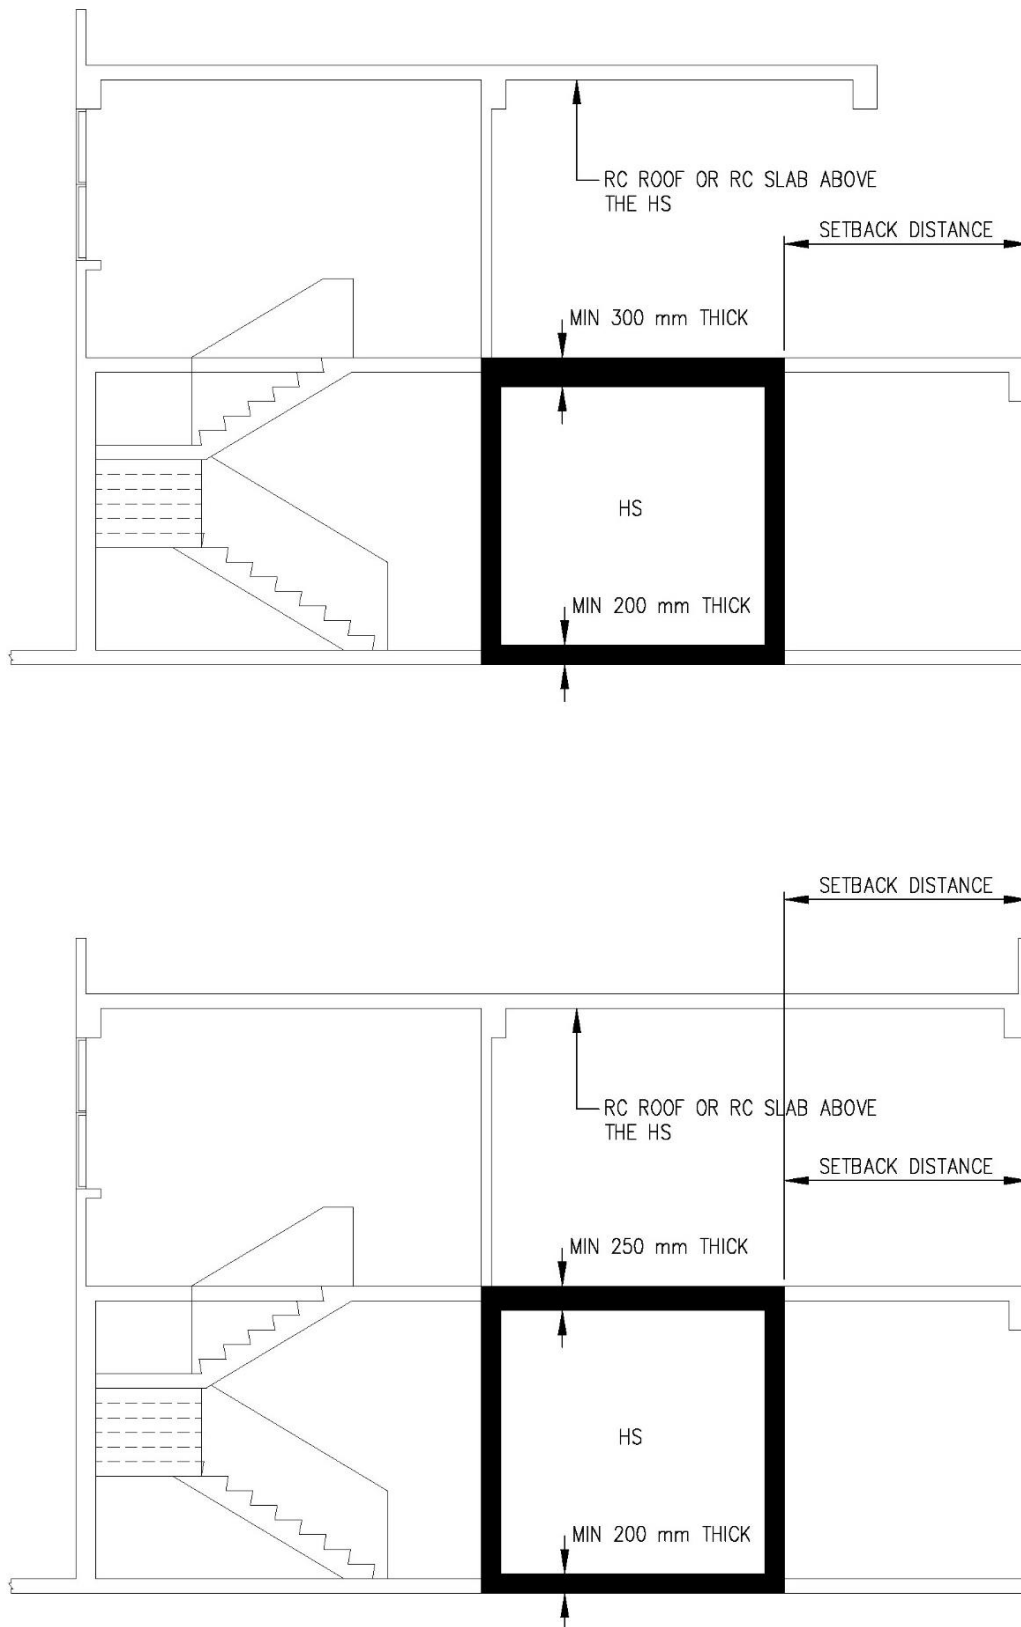 RC ROOF OR RC SLAB ABOVE
THE HS
SETBACK DISTANCE
MIN 300 mm THICK
HS
MIN 200 mm THICK
SETBACK DISTANCE
RC ROOF OR RC SLAB ABOVE
THE HS
SETBACK DISTANCE
MIN 250 mm THICK
HS
MIN 200 mm THICK